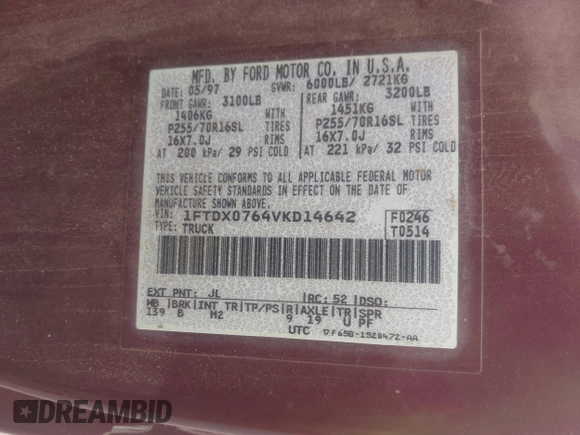 MFD. BY FORD MOTOR CO. IN U.S.A.
DATE: 05/97 GVWR: 6000LB/ 2721KG
FRONT GAWR: 3100LB REAR GAWR: 3200LB
1406KG WITH 1451KG WITH
P255/70R16SL TIRES P255/70R16SL TIRES
16X7.0J RIMS 16X7.0J RIMS
AT 200 kPa/ 29 PSI COLD AT 221 kPa/ 32 PSI COLD
THIS VEHICLE CONFORMS TO ALL APPLICABLE FEDERAL MOTOR
VEHICLE SAFETY STANDARDS IN EFFECT ON THE DATE OF
MANUFACTURE SHOWN ABOVE.
VIN: 1FTDX0764VKD14642 F0246
TYPE: TRUCK T0514
EXT PNT: JL RC: 52 DSO:
WB BRK INT TR TP/PS R AXLE TR SPR
139 B M2 9 19 U PF
UTC ▽F65B-1520472-AA
DREAMBID